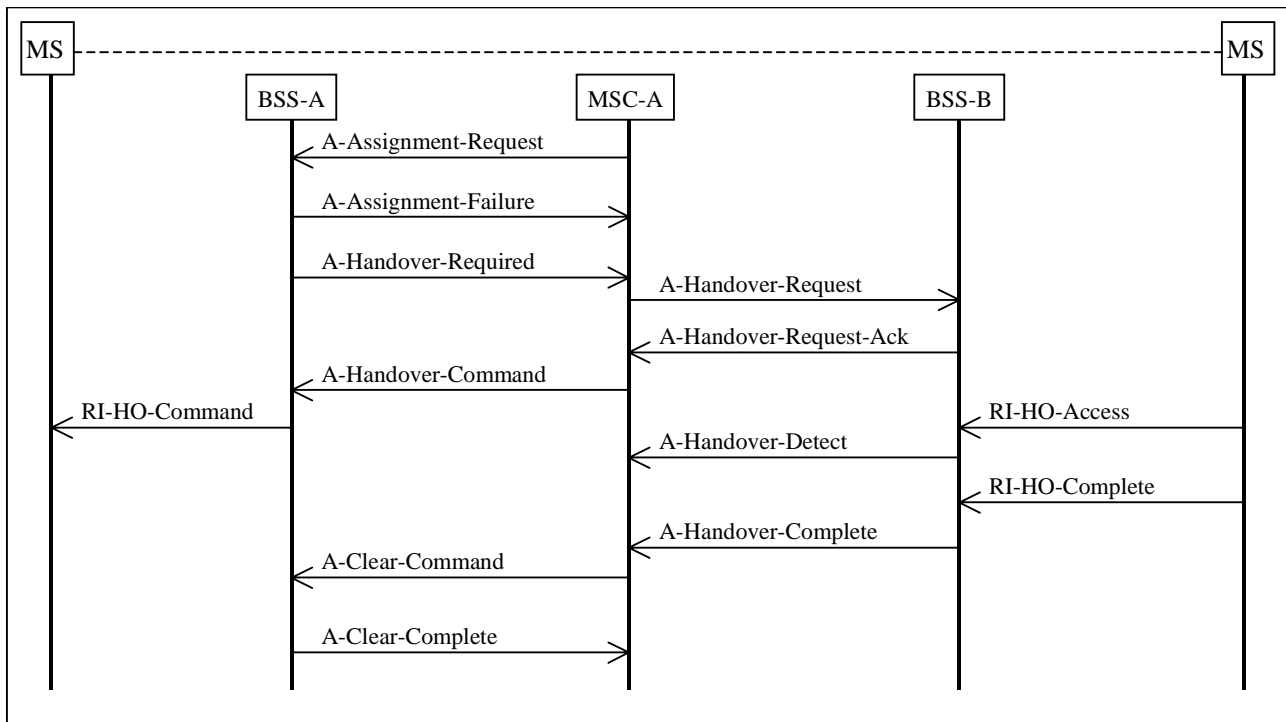 MS
MS
BSS-A
MSC-A
BSS-B
A-Assignment-Request
A-Assignment-Failure
A-Handover-Required
A-Handover-Request
A-Handover-Request-Ack
A-Handover-Command
RI-HO-Command
RI-HO-Access
A-Handover-Detect
RI-HO-Complete
A-Handover-Complete
A-Clear-Command
A-Clear-Complete